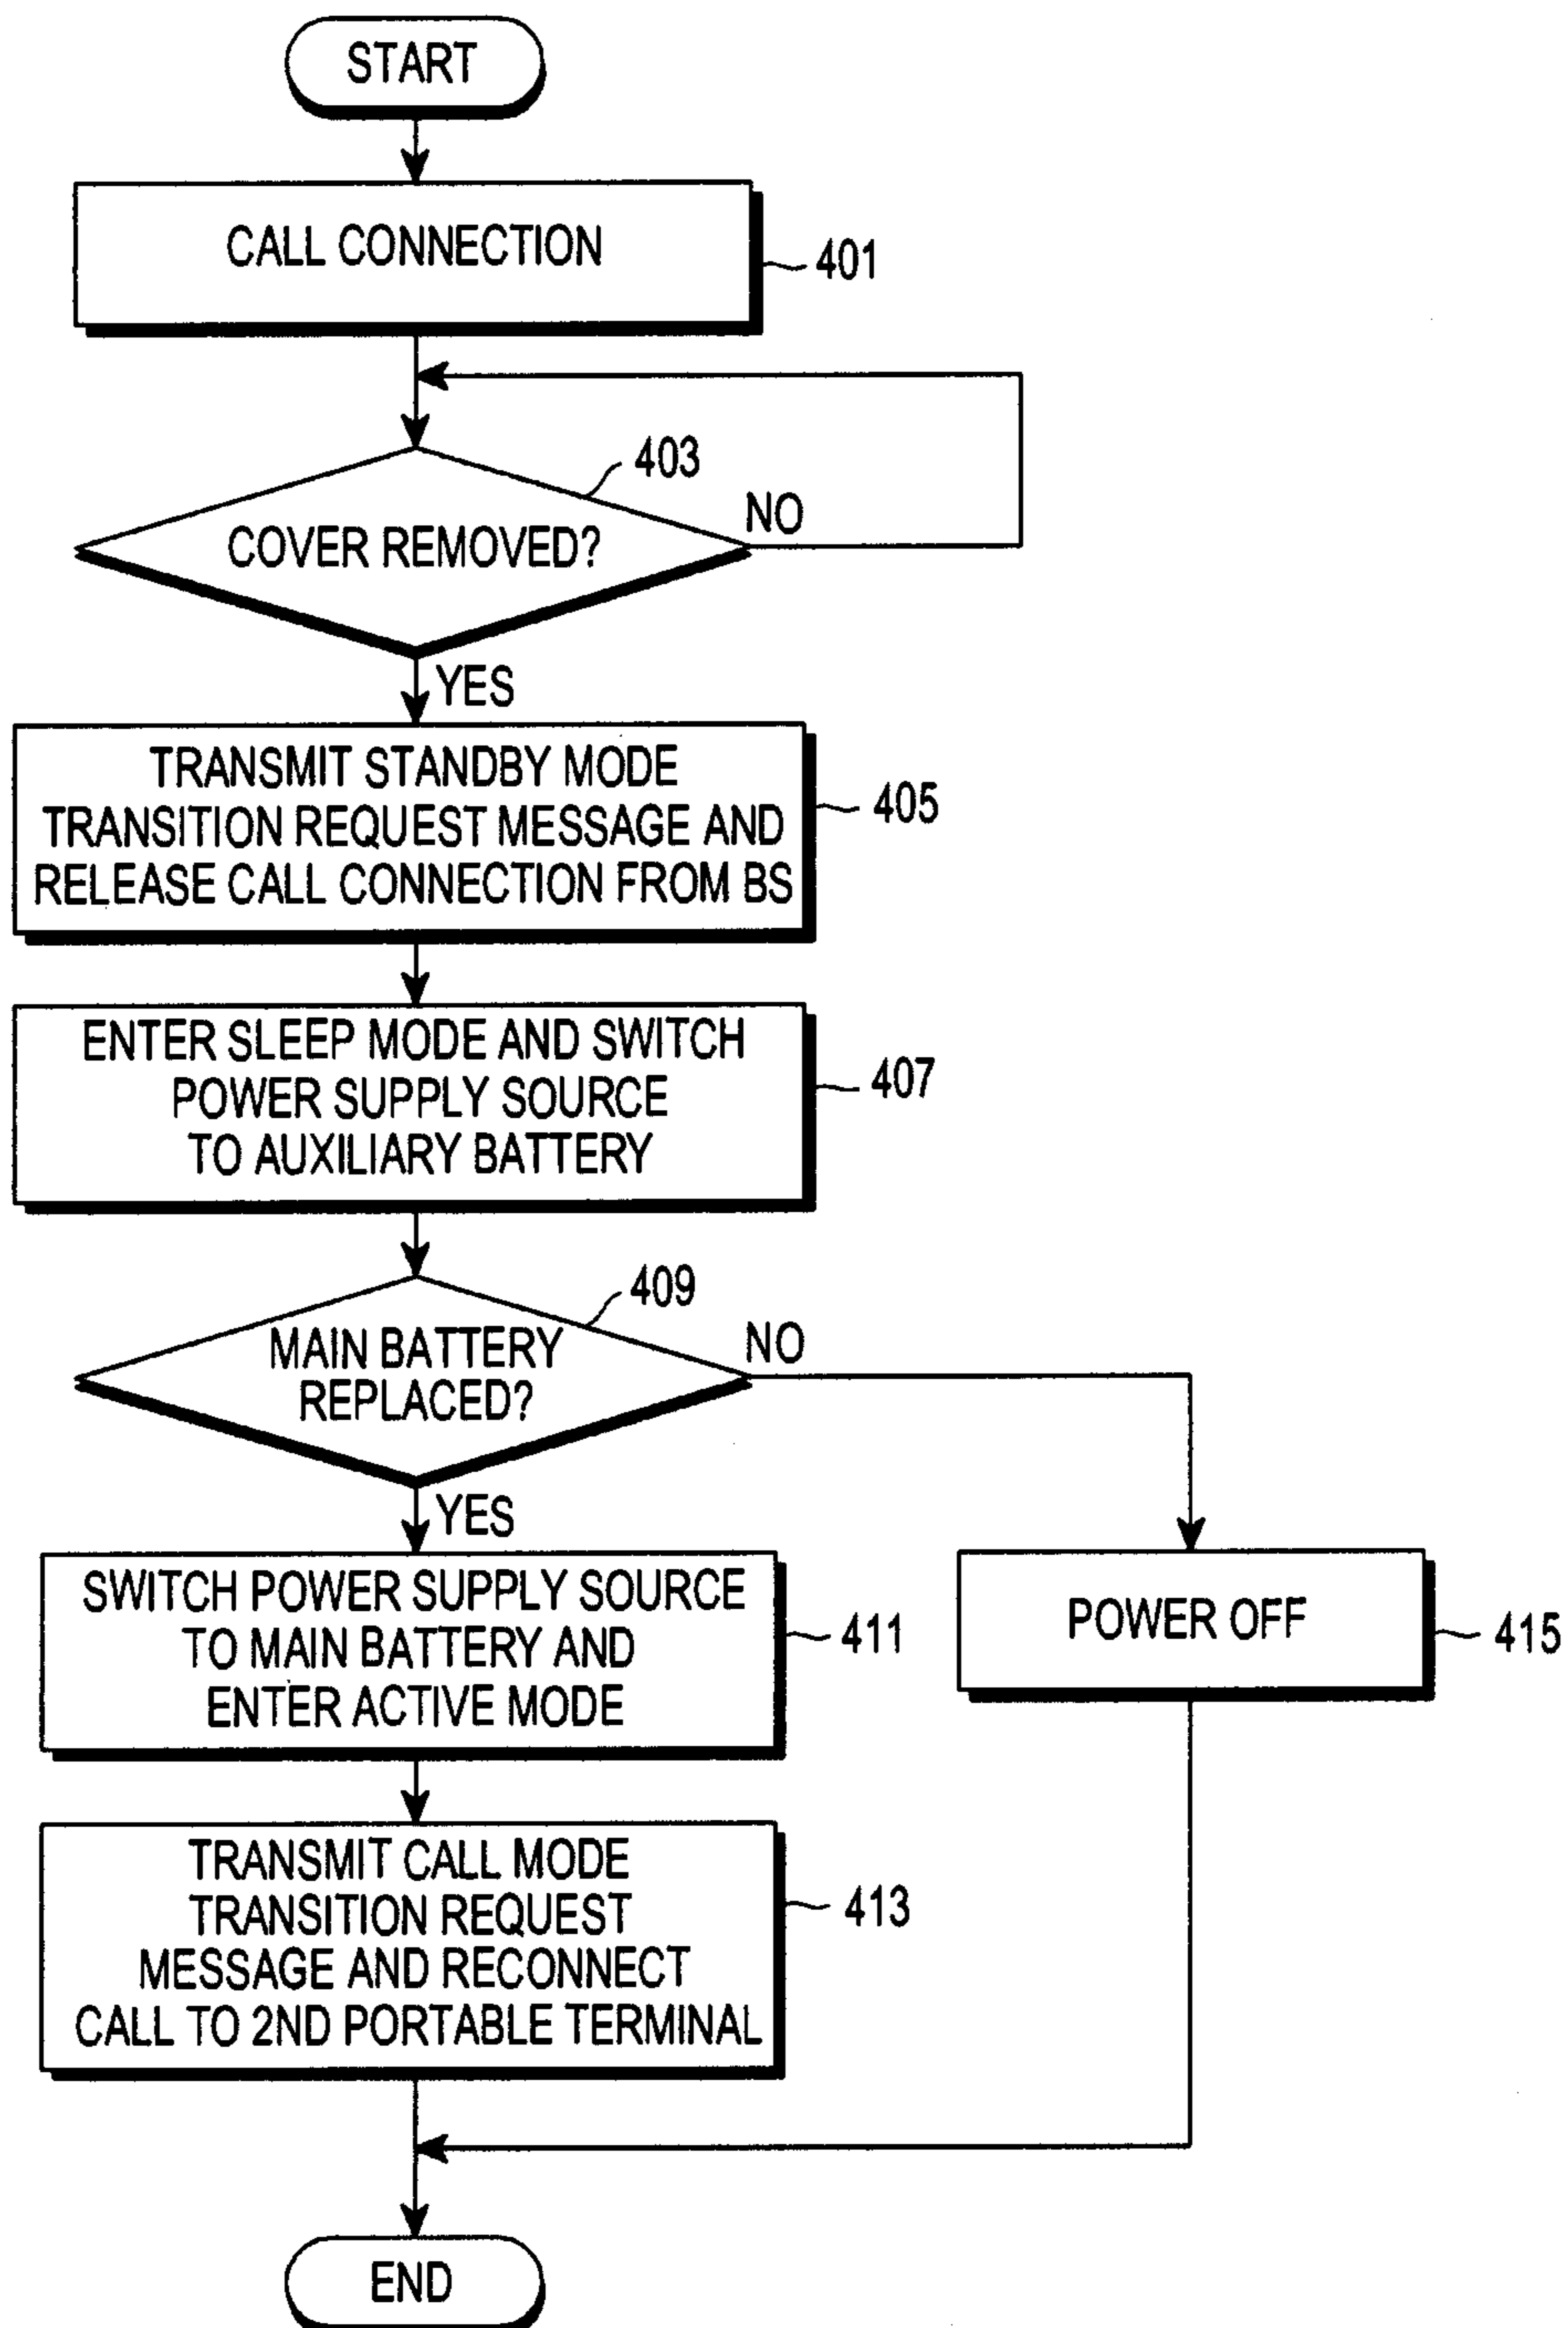 START
CALL CONNECTION
401
403
COVER REMOVED?
NO
YES
TRANSMIT STANDBY MODE
TRANSITION REQUEST MESSAGE AND
RELEASE CALL CONNECTION FROM BS
405
ENTER SLEEP MODE AND SWITCH
POWER SUPPLY SOURCE
TO AUXILIARY BATTERY
407
409
MAIN BATTERY
REPLACED?
NO
YES
SWITCH POWER SUPPLY SOURCE
TO MAIN BATTERY AND
ENTER ACTIVE MODE
411
POWER OFF
415
TRANSMIT CALL MODE
TRANSITION REQUEST
MESSAGE AND RECONNECT
CALL TO 2ND PORTABLE TERMINAL
413
END